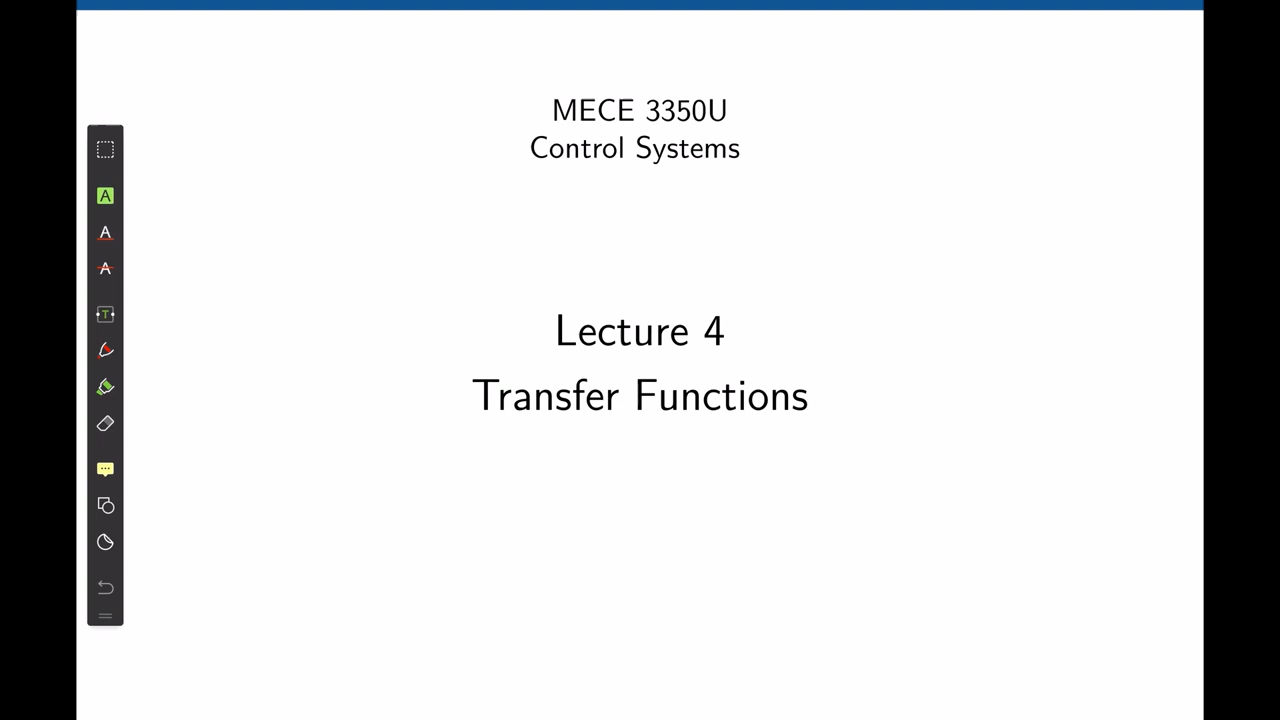 MECE 3350U
Control Systems
Lecture 4
Transfer Functions